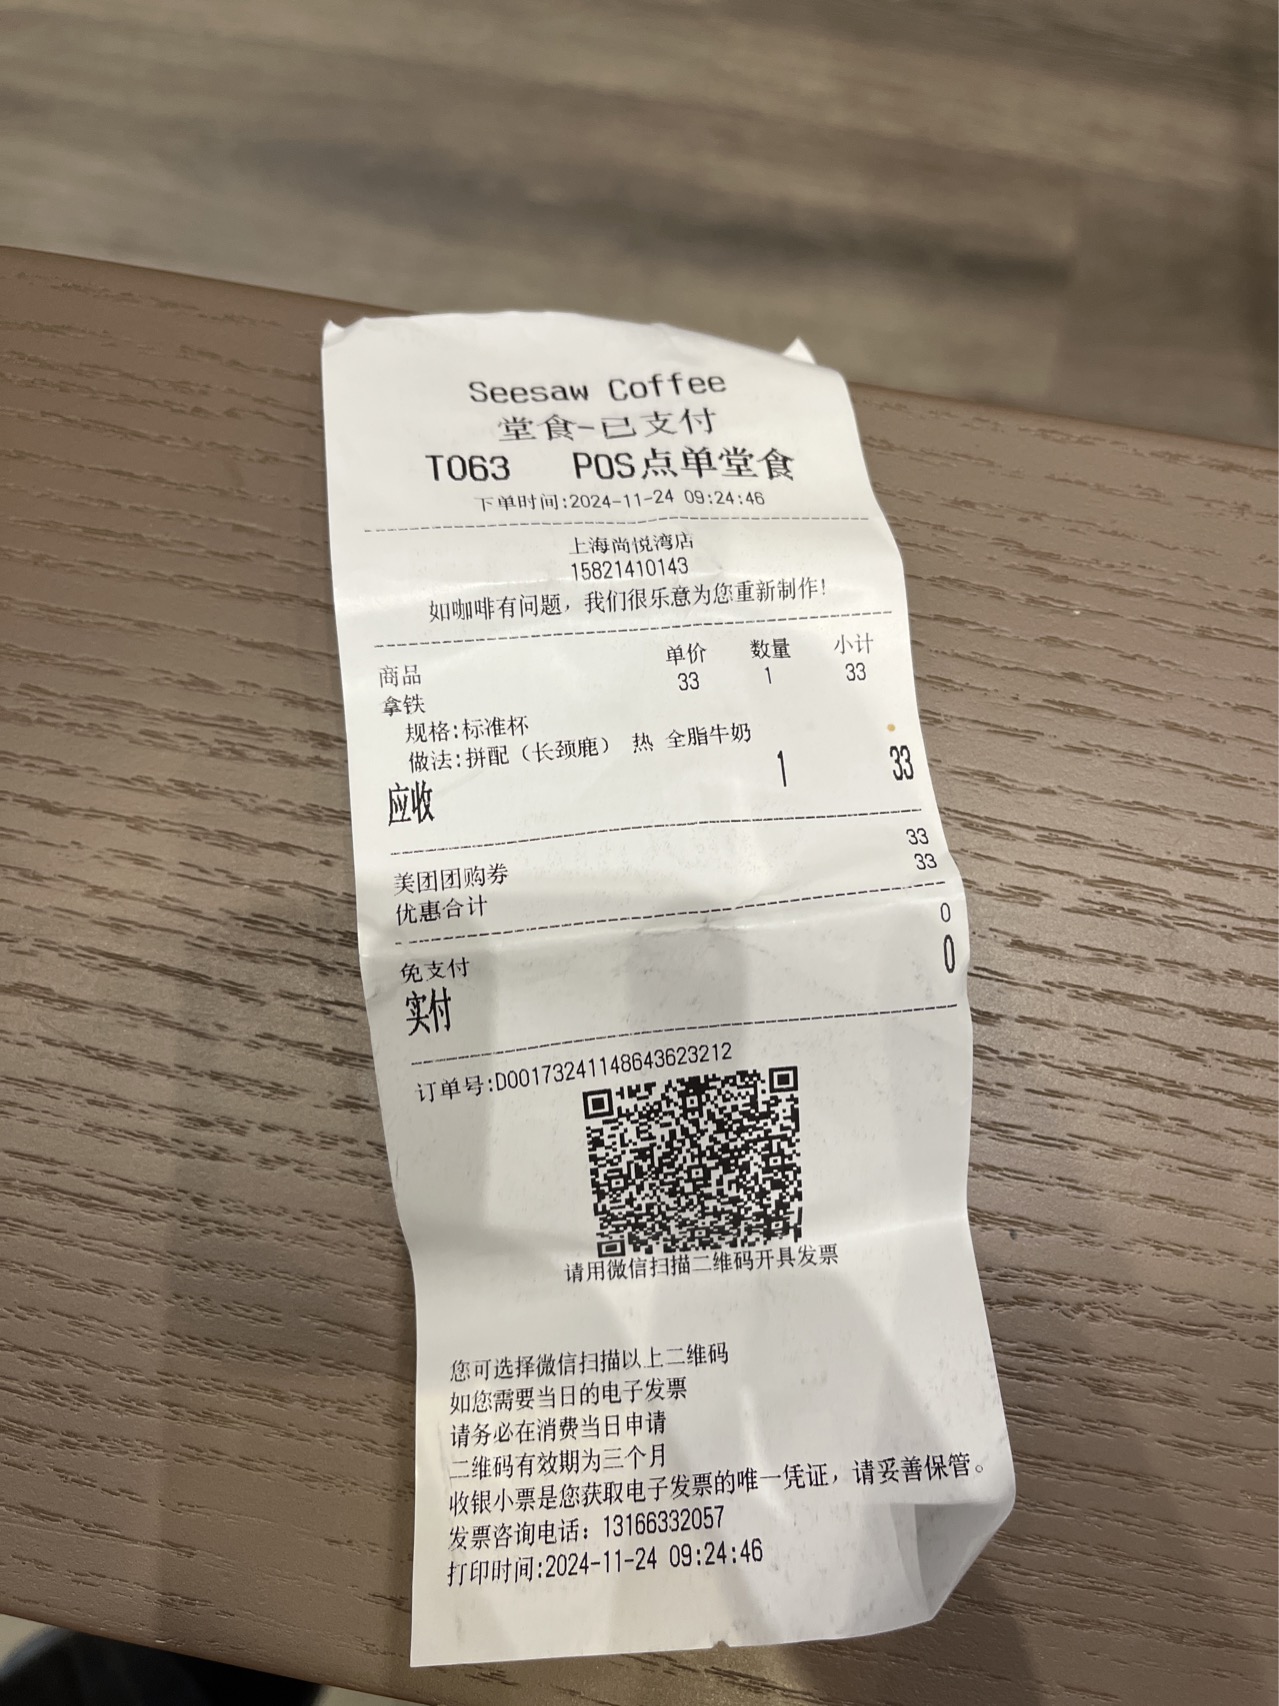 Seesaw Coffee
堂食-已支付
T063 POS点单堂食
下单时间:2024-11-24 09:24:46
上海尚悦湾店
15821410143
如咖啡有问题，我们很乐意为您重新制作!
商品 单价 数量 小计
拿铁 33 1 33
规格:标准杯
做法:拼配（长颈鹿） 热 全脂牛奶
应收 1 33
美团团购券 33
优惠合计 33
免支付 0
实付 0
订单号:D00173241148643623212
请用微信扫描二维码开具发票
您可选择微信扫描以上二维码
如您需要当日的电子发票
请务必在消费当日申请
二维码有效期为三个月
收银小票是您获取电子发票的唯一凭证，请妥善保管。
发票咨询电话：13166332057
打印时间:2024-11-24 09:24:46